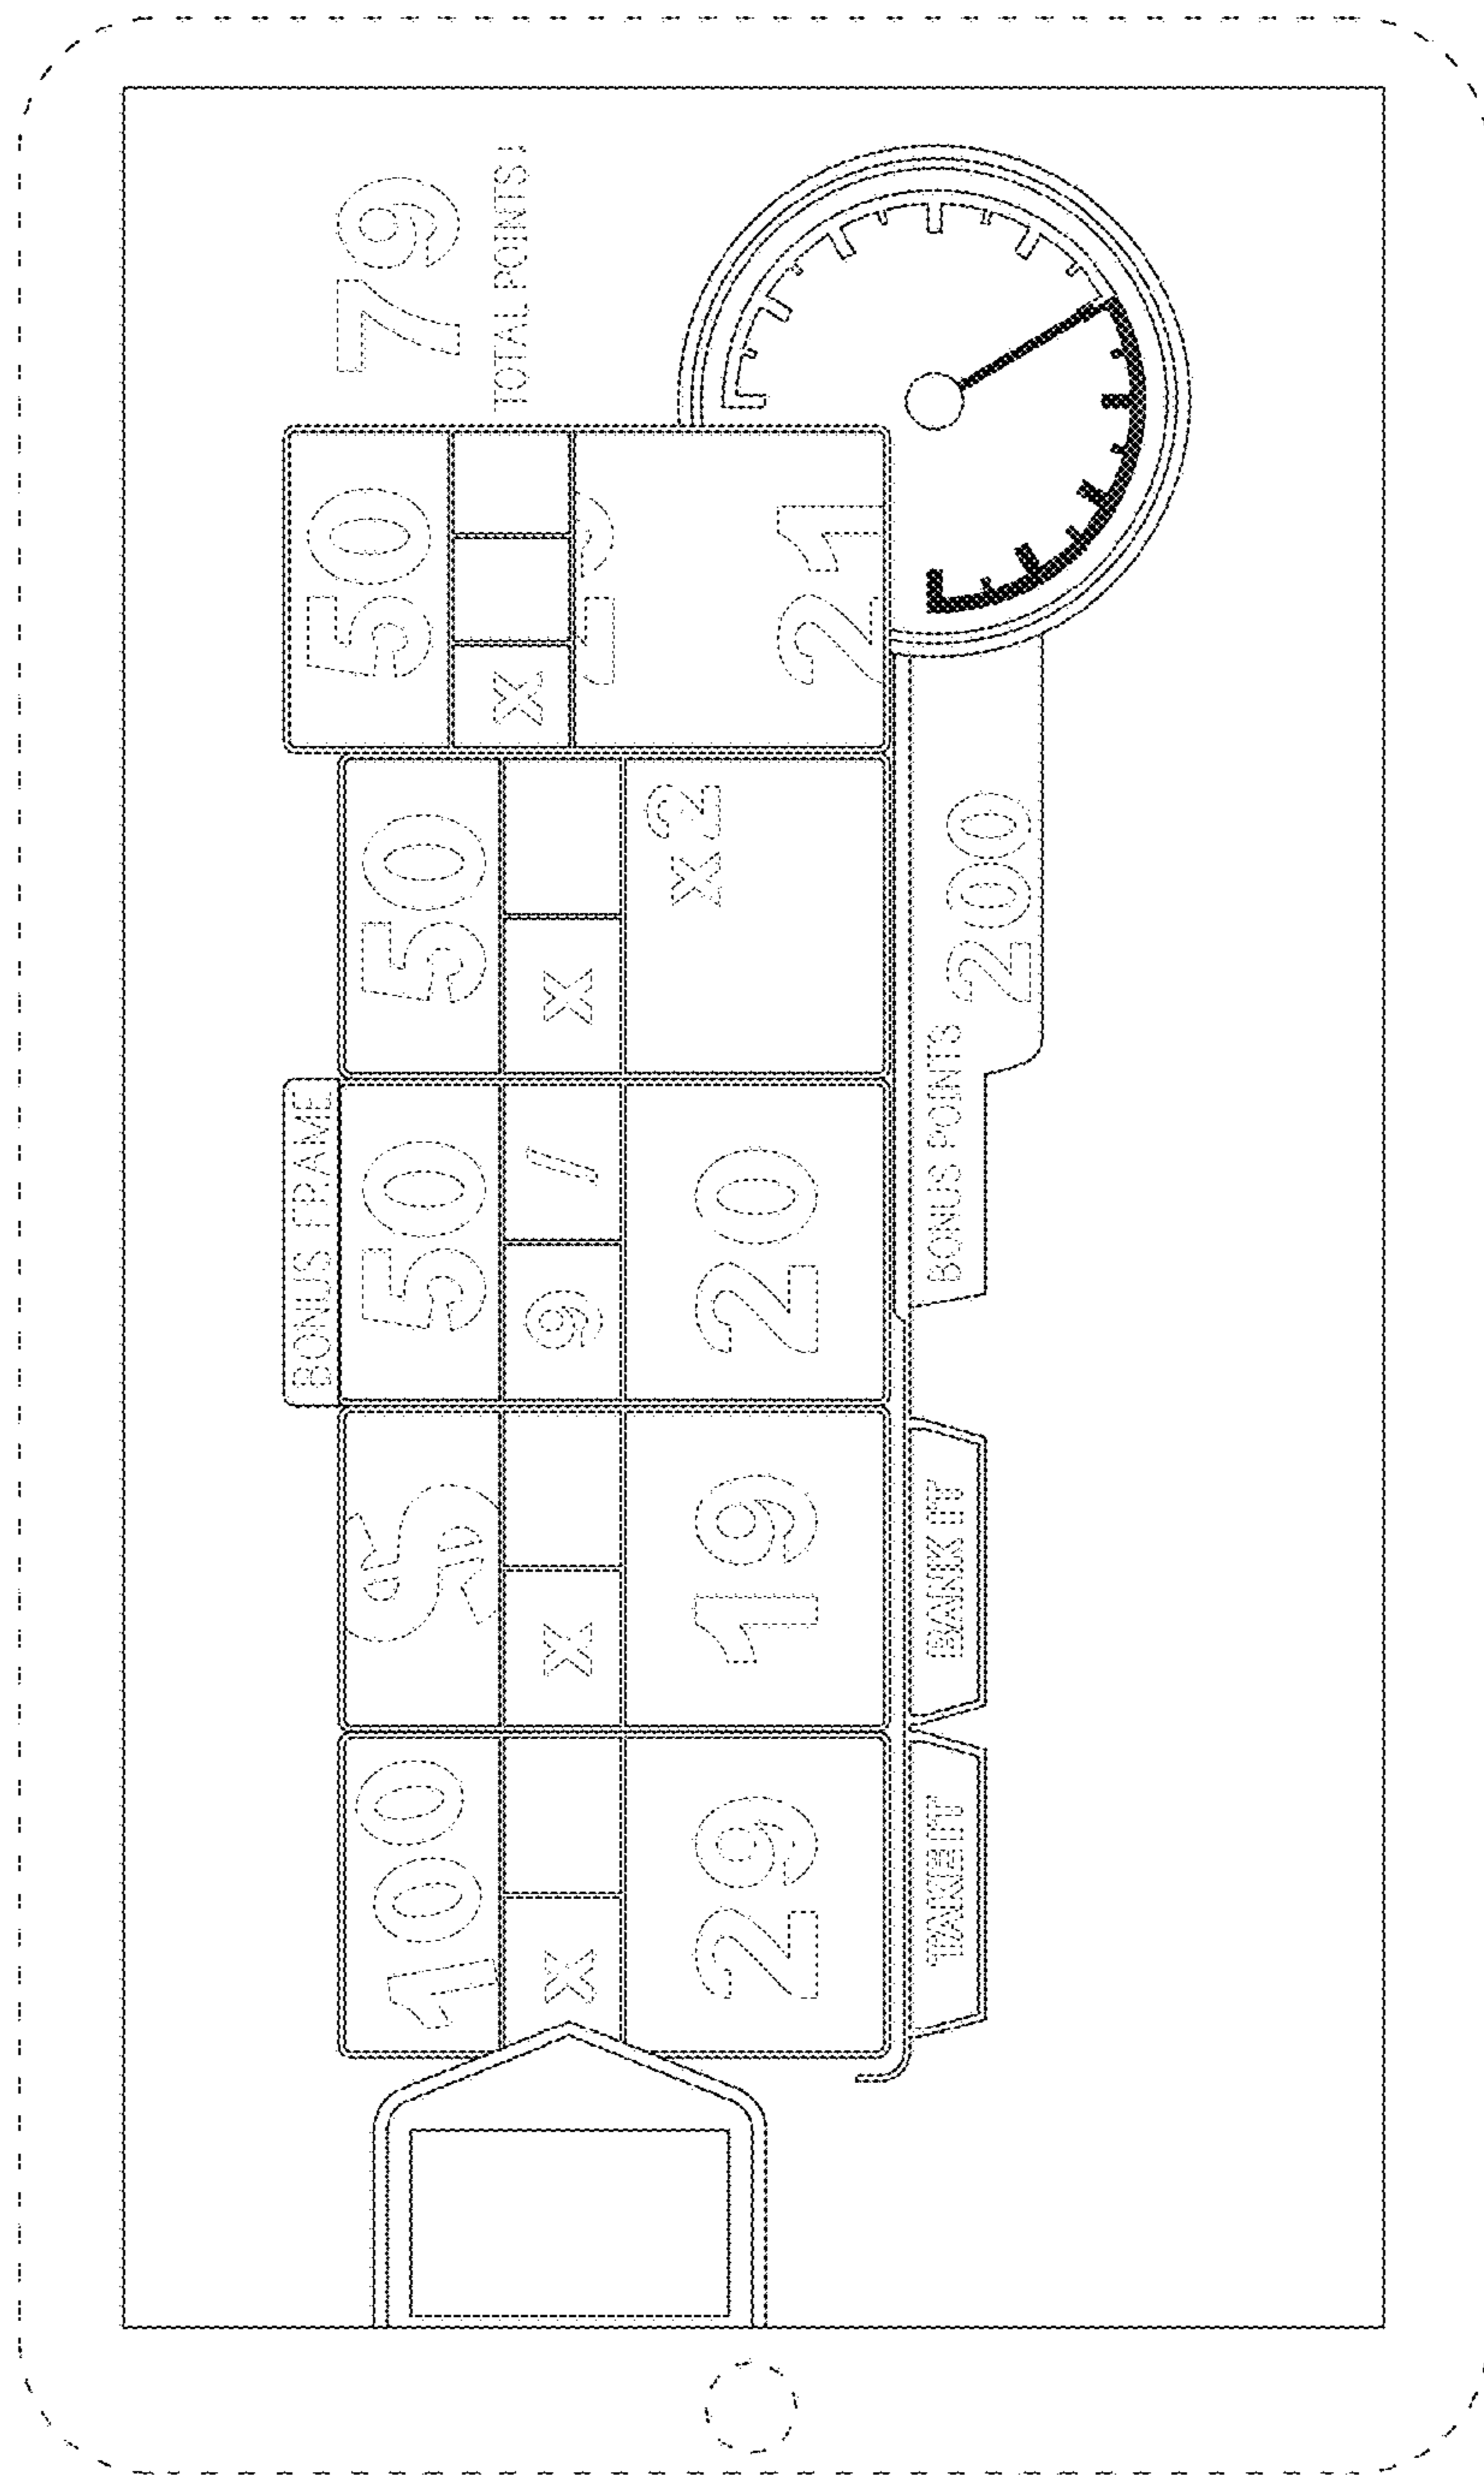 BONUS FRAME
100 50 50 50 79
x x 9 / x x TOTAL POINTS!
x2
29 19 20 21
TAKE IT BANK IT BONUS POINTS 200